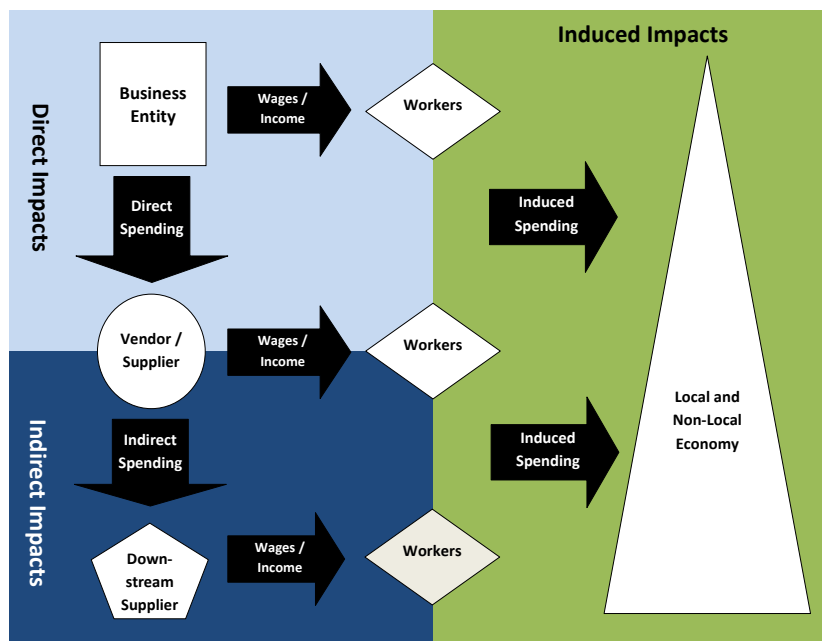 Induced Impacts
Direct Impacts
Business
Entity
Wages /
Income
Workers
Direct
Spending
Induced
Spending
Vendor /
Supplier
Wages /
Income
Workers
Local and
Non-Local
Economy
Indirect Impacts
Indirect
Spending
Induced
Spending
Down-
stream
Supplier
Wages /
Income
Workers